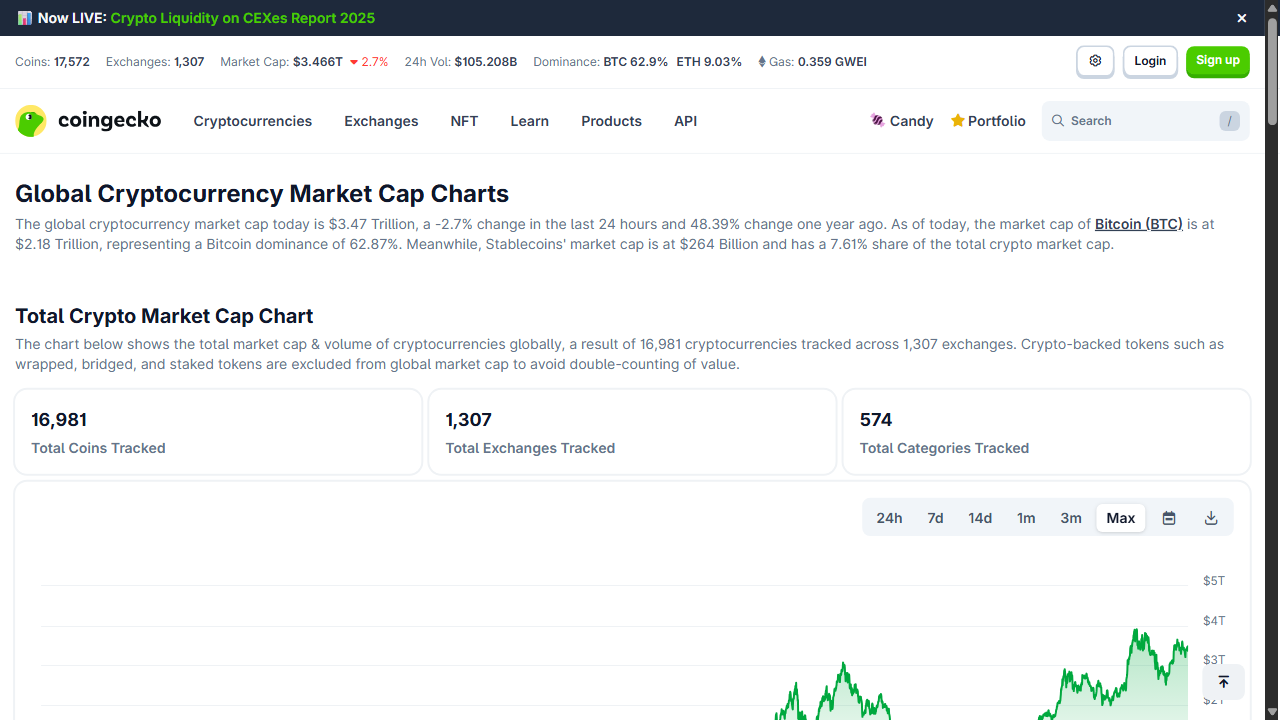 Now LIVE: Crypto Liquidity on CEXes Report 2025
Coins: 17,572 Exchanges: 1,307 Market Cap: $3.466T 2.7% 24h Vol: $105.208B Dominance: BTC 62.9% ETH 9.03% Gas: 0.359 GWEI
Login
Sign up
coingecko
Cryptocurrencies Exchanges NFT Learn Products API
Candy Portfolio Search /
Global Cryptocurrency Market Cap Charts
The global cryptocurrency market cap today is $3.47 Trillion, a -2.7% change in the last 24 hours and 48.39% change one year ago. As of today, the market cap of Bitcoin (BTC) is at
$2.18 Trillion, representing a Bitcoin dominance of 62.87%. Meanwhile, Stablecoins' market cap is at $264 Billion and has a 7.61% share of the total crypto market cap.
Total Crypto Market Cap Chart
The chart below shows the total market cap & volume of cryptocurrencies globally, a result of 16,981 cryptocurrencies tracked across 1,307 exchanges. Crypto-backed tokens such as
wrapped, bridged, and staked tokens are excluded from global market cap to avoid double-counting of value.
16,981
Total Coins Tracked
1,307
Total Exchanges Tracked
574
Total Categories Tracked
24h 7d 14d 1m 3m Max
$5T
$4T
$3T